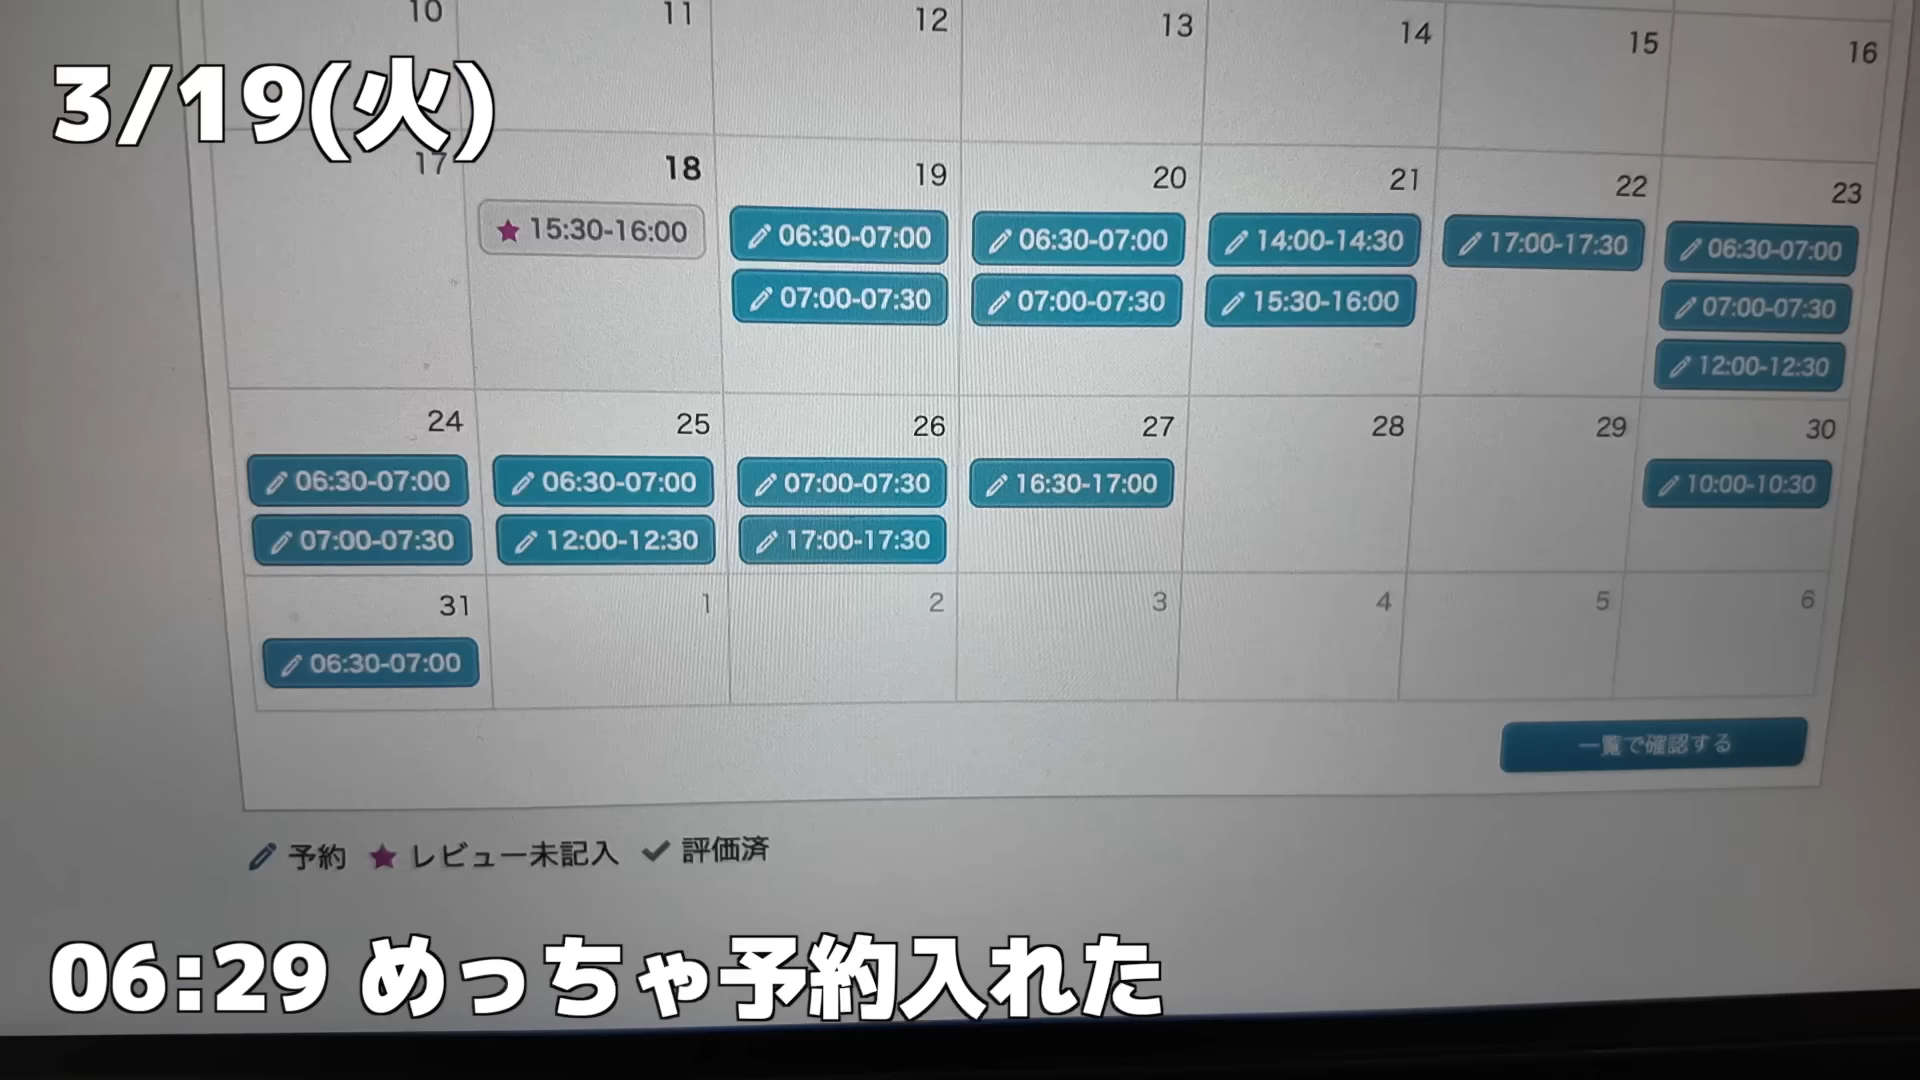 3/19(火)
10 11 12 13 14 15 16
17 18 19 20 21 22 23
15:30-16:00 06:30-07:00 06:30-07:00 14:00-14:30 17:00-17:30 06:30-07:00
07:00-07:30 07:00-07:30 15:30-16:00 07:00-07:30
12:00-12:30
24 25 26 27 28 29 30
06:30-07:00 06:30-07:00 07:00-07:30 16:30-17:00 10:00-10:30
07:00-07:30 12:00-12:30 17:00-17:30
31 1 2 3 4 5 6
06:30-07:00
一覧で確認する
予約 レビュー未記入 評価済
06:29 めっちゃ予約入れた